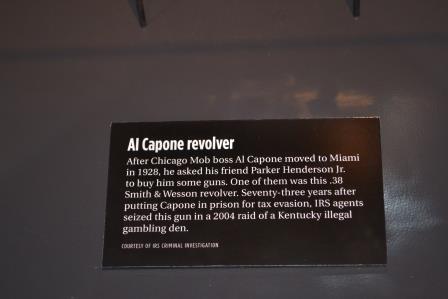 Al Capone revolver
After Chicago Mob boss Al Capone moved to Miami
in 1928, he asked his friend Parker Henderson Jr.
to buy him some guns. One of them was this .38
Smith & Wesson revolver. Seventy-three years after
putting Capone in prison for tax evasion, IRS agents
seized this gun in a 2004 raid of a Kentucky illegal
gambling den.
COURTESY OF IRS CRIMINAL INVESTIGATION